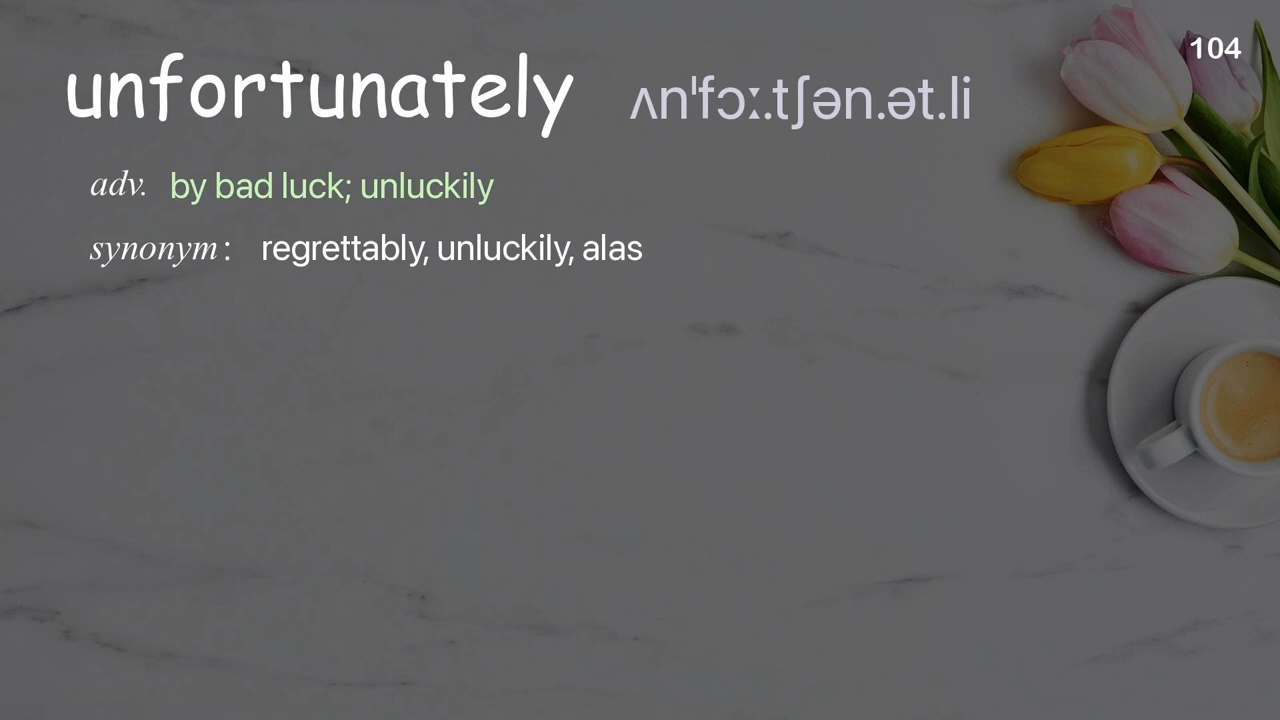 104
unfortunately ʌnˈfɔː.tʃən.ət.li
adv. by bad luck; unluckily
synonym: regrettably, unluckily, alas